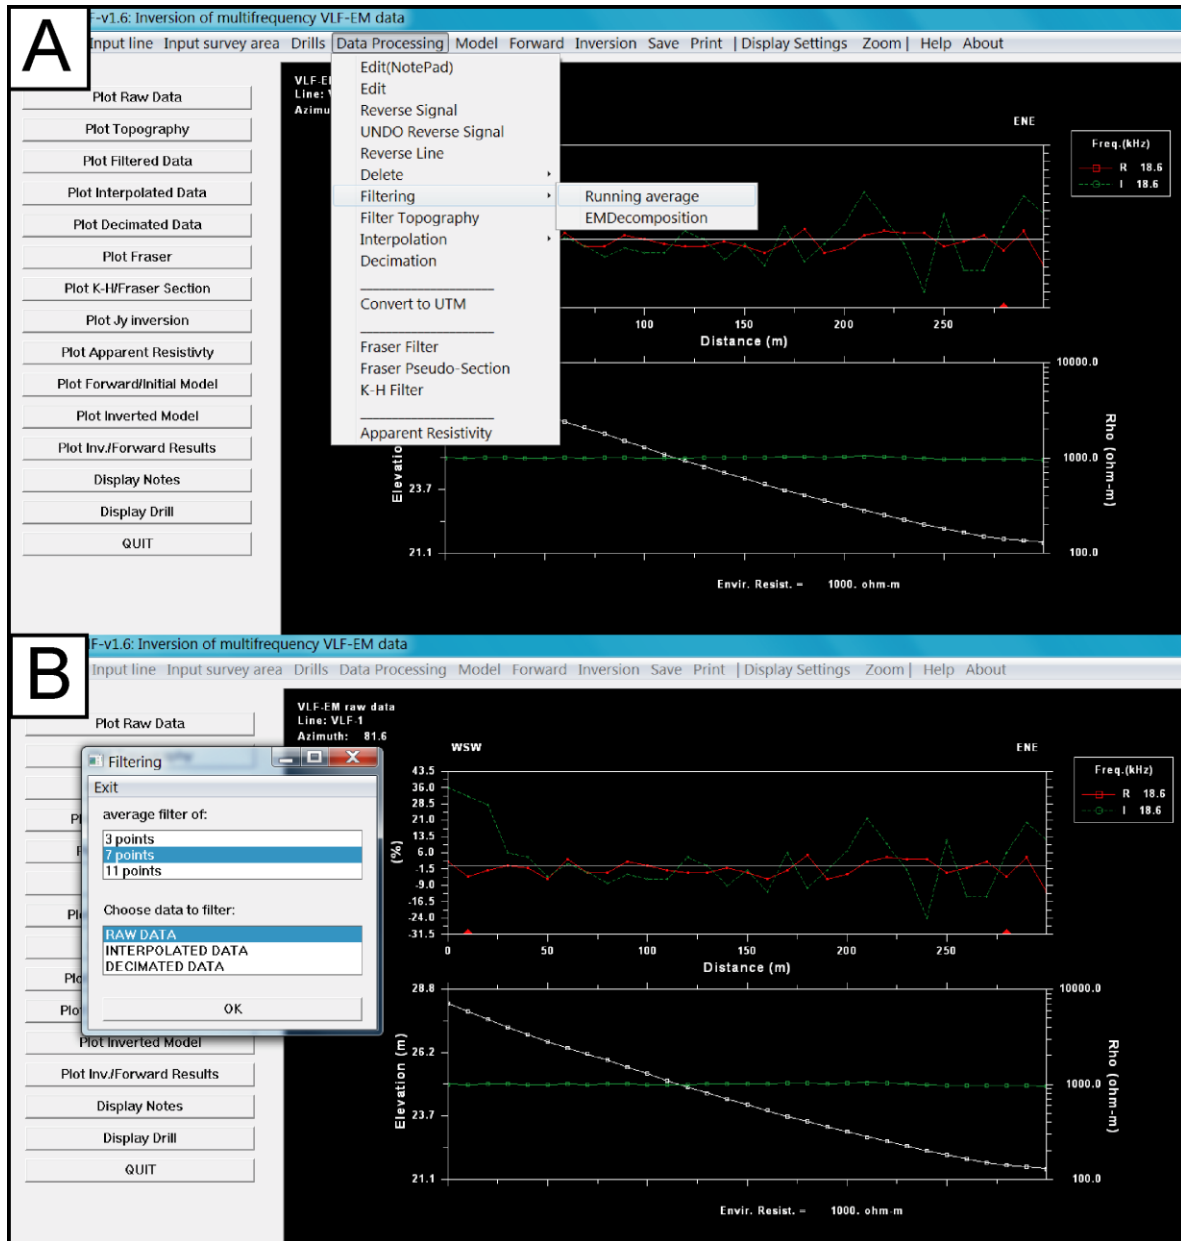 A
F-v1.6: Inversion of multifrequency VLF-EM data
Input line Input survey area Drills Data Processing Model Forward Inversion Save Print | Display Settings Zoom | Help About
Plot Raw Data
Plot Topography
Plot Filtered Data
Plot Interpolated Data
Plot Decimated Data
Plot Fraser
Plot K-H/Fraser Section
Plot Jy inversion
Plot Apparent Resistivty
Plot Forward/Initial Model
Plot Inverted Model
Plot Inv./Forward Results
Display Notes
Display Drill
QUIT
Edit(NotePad)
Edit
Reverse Signal
UNDO Reverse Signal
Reverse Line
Delete
Filtering
Filter Topography
Interpolation
Decimation
Convert to UTM
Fraser Filter
Fraser Pseudo-Section
K-H Filter
Apparent Resistivity
Running average
EMDecomposition
VLF-E
Line:
Azimu
ENE
Freq.(kHz)
R 18.6
I 18.6
100 150 200 250
Distance (m)
10000.0
1000.0
100.0
Rho (ohm-m)
Elevatio
23.7
21.1
Envir. Resist. = 1000. ohm-m
B
F-v1.6: Inversion of multifrequency VLF-EM data
Input line Input survey area Drills Data Processing Model Forward Inversion Save Print | Display Settings Zoom | Help About
Plot Raw Data
Pl
Pl
Plo
Plo
Plot Inverted Model
Plot Inv./Forward Results
Display Notes
Display Drill
QUIT
Filtering
Exit
average filter of:
3 points
7 points
11 points
Choose data to filter:
RAW DATA
INTERPOLATED DATA
DECIMATED DATA
OK
VLF-EM raw data
Line: VLF-1
Azimuth: 81.6
WSW
ENE
Freq.(kHz)
R 18.6
I 18.6
43.5
36.0
28.5
21.0
13.5
6.0
-1.5
-9.0
-16.5
-24.0
-31.5
(%)
0 50 100 150 200 250
Distance (m)
28.8
26.2
23.7
21.1
Elevation (m)
10000.0
1000.0
100.0
Rho (ohm-m)
Envir. Resist. = 1000. ohm-m